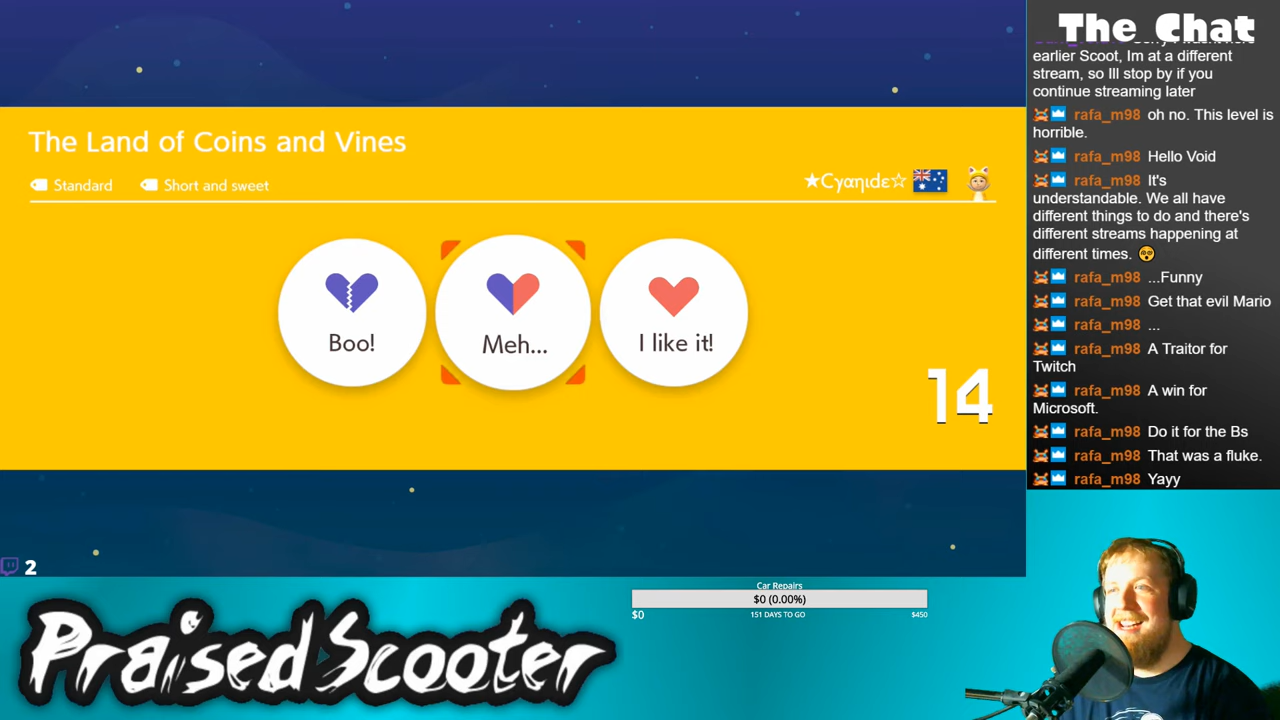 The Land of Coins and Vines
Standard
Short and sweet
★Cyαηιdε☆
Boo!
Meh...
I like it!
14
2
PraisedScooter
Car Repairs
$0 (0.00%)
$0
151 DAYS TO GO
$450
The Chat
earlier Scoot, Im at a different
stream, so Ill stop by if you
continue streaming later
rafa_m98 oh no. This level is
horrible.
rafa_m98 Hello Void
rafa_m98 It's
understandable. We all have
different things to do and there's
different streams happening at
different times. 😵
rafa_m98 ...Funny
rafa_m98 Get that evil Mario
rafa_m98 ...
rafa_m98 A Traitor for
Twitch
rafa_m98 A win for
Microsoft.
rafa_m98 Do it for the Bs
rafa_m98 That was a fluke.
rafa_m98 Yayy